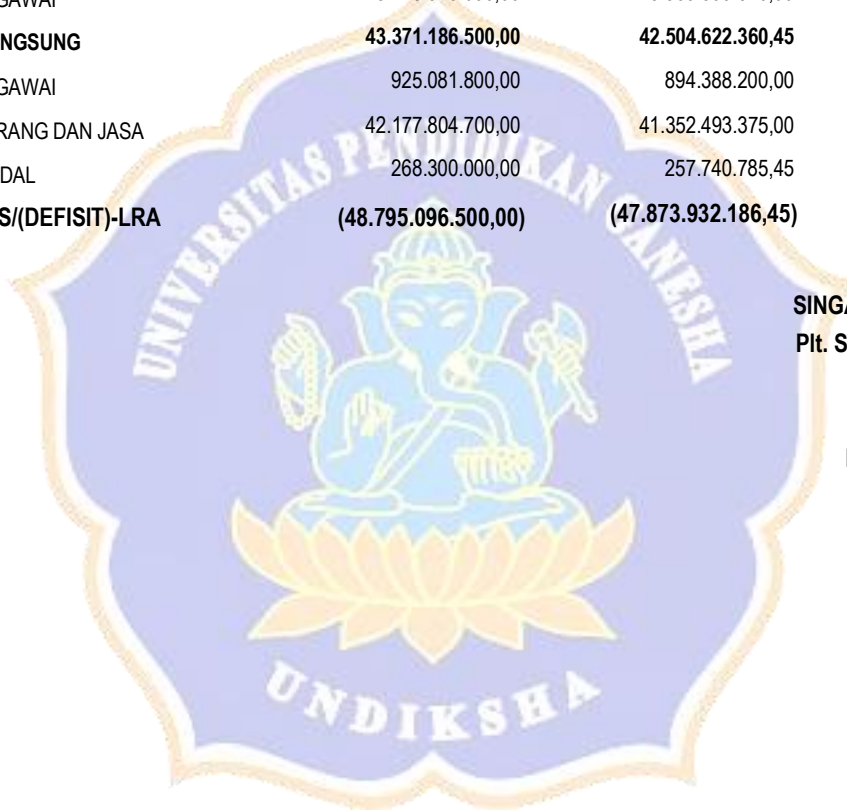 NGSUNG 43.371.186.500,00 42.504.622.360,45
GAWAI 925.081.800,00 894.388.200,00
RANG DAN JASA 42.177.804.700,00 41.352.493.375,00
DAL 268.300.000,00 257.740.785,45
S/(DEFISIT)-LRA (48.795.096.500,00) (47.873.932.186,45)
SINGA
Plt. S
UNIVERSITAS PENDIDIKAN GANESHA
UNDIKSHA